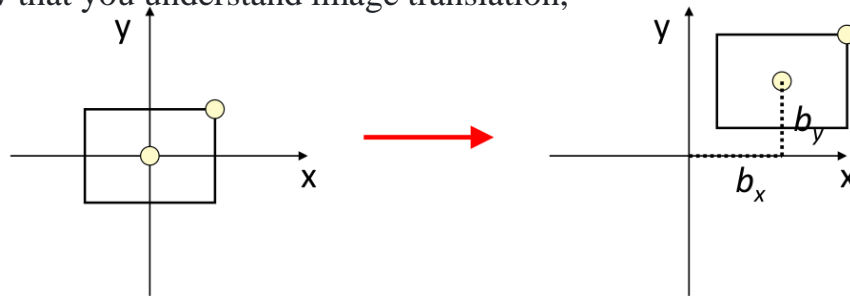 that you understand image translation,
y
y
x
b_y
x
b_x